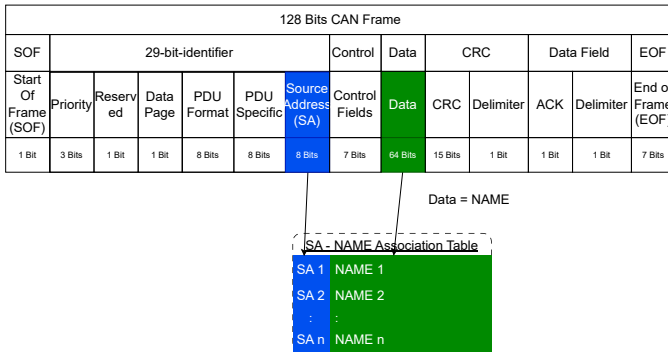 128 Bits CAN Frame
SOF 29-bit-identifier Control Data CRC Data Field EOF
Start Of Frame (SOF) Priority Reserv ed Data Page PDU Format PDU Specific Source Address (SA) Control Fields Data CRC Delimiter ACK Delimiter End of Frame (EOF)
1 Bit 3 Bits 1 Bit 1 Bit 8 Bits 8 Bits 8 Bits 7 Bits 64 Bits 15 Bits 1 Bit 1 Bit 1 Bit 7 Bits
Data = NAME
SA - NAME Association Table
SA 1 NAME 1
SA 2 NAME 2
: :
SA n NAME n